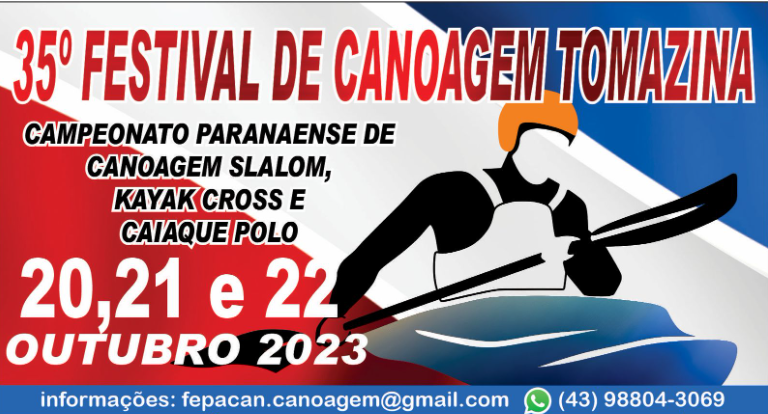 35º FESTIVAL DE CANOAGEM TOMAZINA
CAMPEONATO PARANAENSE DE
CANOAGEM SLALOM,
KAYAK CROSS E
CAIAQUE POLO
20,21 e 22
OUTUBRO 2023
informações: fepacan.canoagem@gmail.com (43) 98804-3069